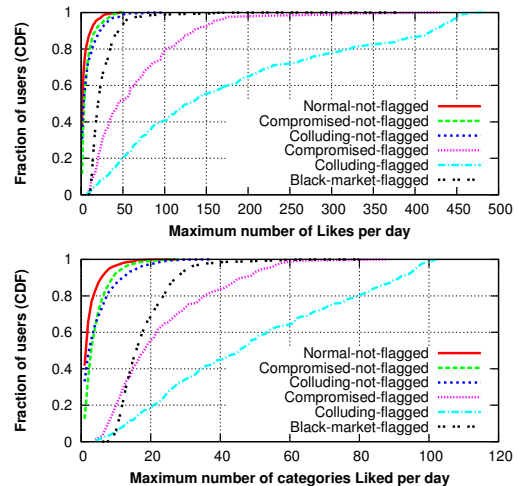 Fraction of users (CDF)
1
0.8
0.6
0.4
0.2
0
Normal-not-flagged
Compromised-not-flagged
Colluding-not-flagged
Compromised-flagged
Colluding-flagged
Black-market-flagged
0 50 100 150 200 250 300 350 400 450 500
Maximum number of Likes per day
Fraction of users (CDF)
1
0.8
0.6
0.4
0.2
0
Normal-not-flagged
Compromised-not-flagged
Colluding-not-flagged
Compromised-flagged
Colluding-flagged
Black-market-flagged
0 20 40 60 80 100 120
Maximum number of categories Liked per day